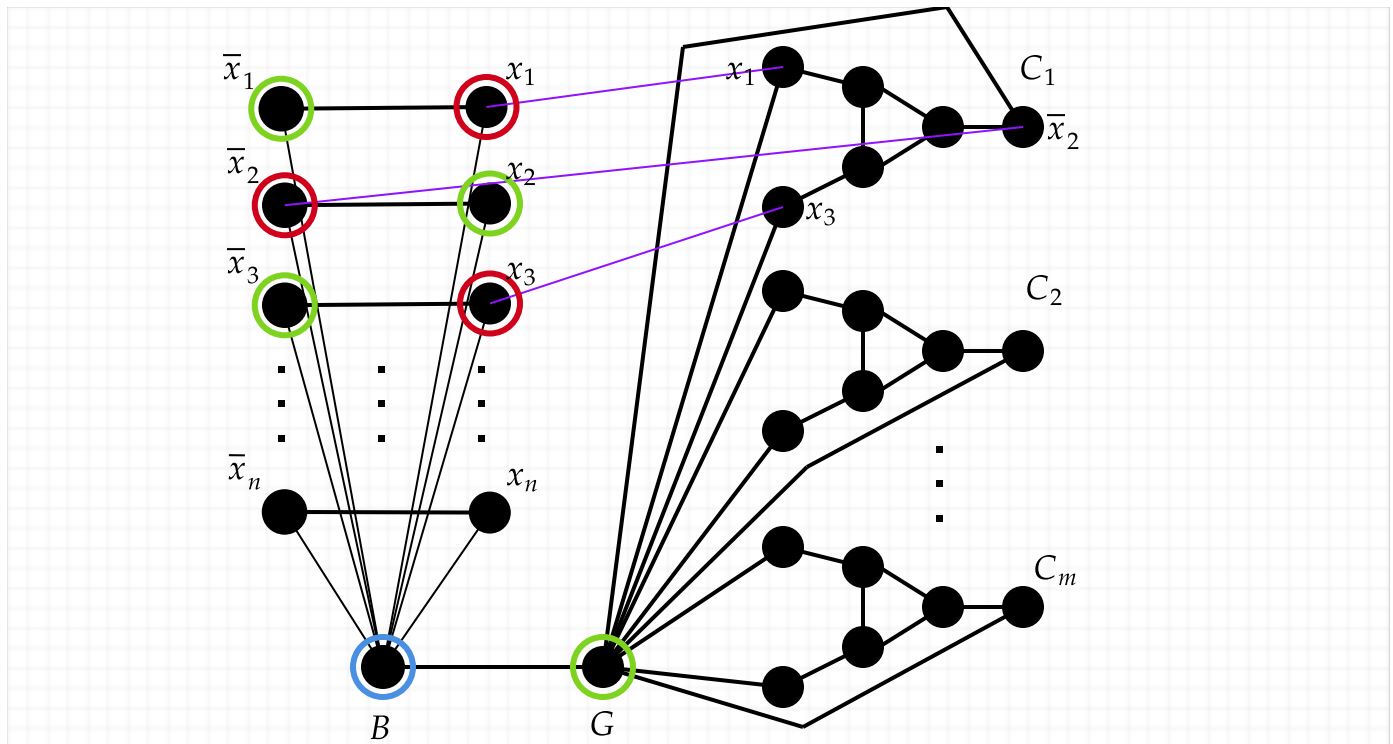 x̅₁ x₁ x₁ C₁
x̅₂ x₂ x̅₂
x̅₃ x₃ x₃
C₂
x̅ₙ xₙ
Cₘ
B G